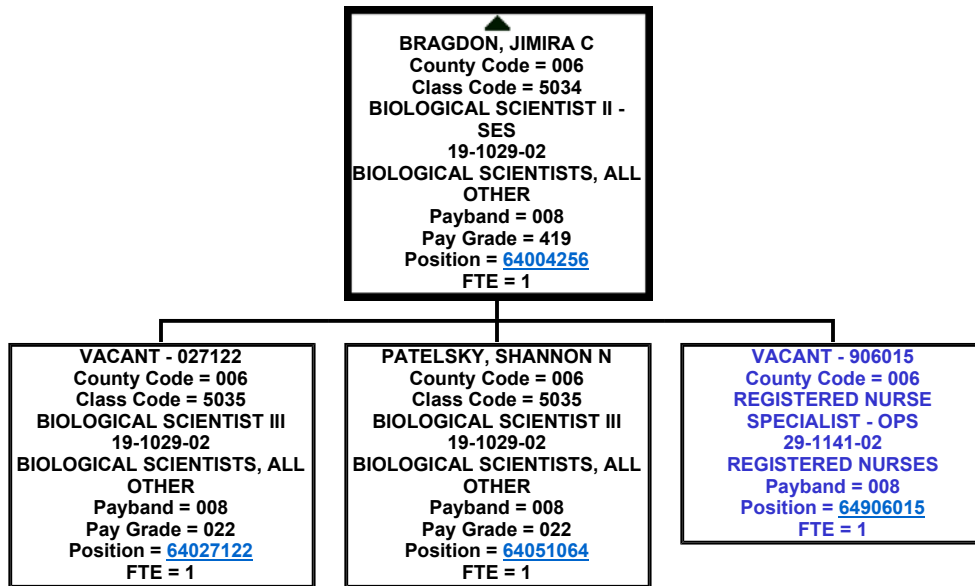 BRAGDON, JIMIRA C
County Code = 006
Class Code = 5034
BIOLOGICAL SCIENTIST II -
SES
19-1029-02
BIOLOGICAL SCIENTISTS, ALL
OTHER
Payband = 008
Pay Grade = 419
Position = 64004256
FTE = 1
VACANT - 027122
County Code = 006
Class Code = 5035
BIOLOGICAL SCIENTIST III
19-1029-02
BIOLOGICAL SCIENTISTS, ALL
OTHER
Payband = 008
Pay Grade = 022
Position = 64027122
FTE = 1
PATELSKY, SHANNON N
County Code = 006
Class Code = 5035
BIOLOGICAL SCIENTIST III
19-1029-02
BIOLOGICAL SCIENTISTS, ALL
OTHER
Payband = 008
Pay Grade = 022
Position = 64051064
FTE = 1
VACANT - 906015
County Code = 006
REGISTERED NURSE
SPECIALIST - OPS
29-1141-02
REGISTERED NURSES
Payband = 008
Position = 64906015
FTE = 1